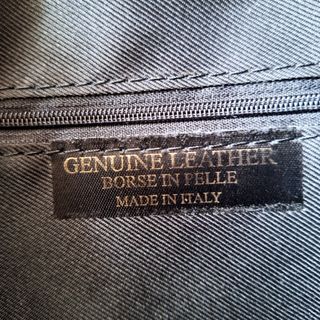 GENUINE LEATHER
BORSE IN PELLE
MADE IN ITALY